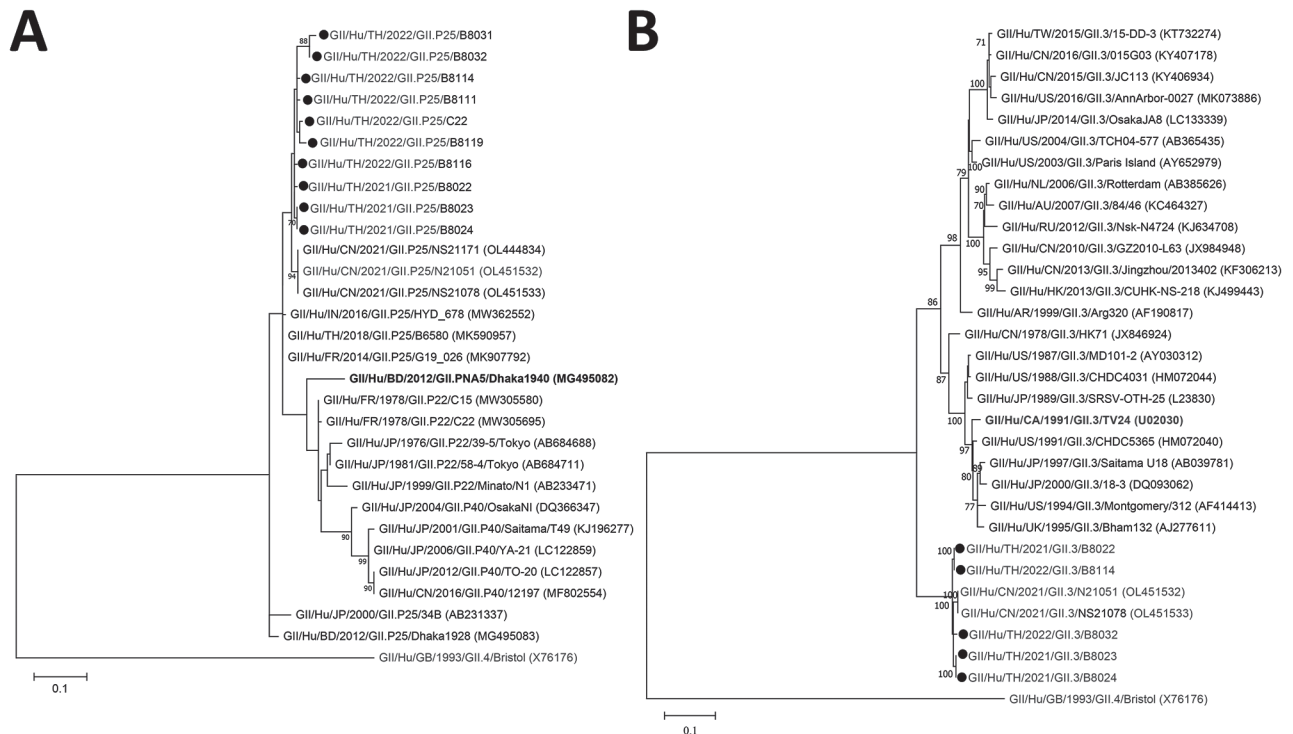 A
88
GII/Hu/TH/2022/GII.P25/B8031
GII/Hu/TH/2022/GII.P25/B8032
GII/Hu/TH/2022/GII.P25/B8114
GII/Hu/TH/2022/GII.P25/B8111
GII/Hu/TH/2022/GII.P25/C22
GII/Hu/TH/2022/GII.P25/B8119
GII/Hu/TH/2022/GII.P25/B8116
GII/Hu/TH/2021/GII.P25/B8022
GII/Hu/TH/2021/GII.P25/B8023
70
GII/Hu/TH/2021/GII.P25/B8024
GII/Hu/CN/2021/GII.P25/NS21171 (OL444834)
94
GII/Hu/CN/2021/GII.P25/N21051 (OL451532)
GII/Hu/CN/2021/GII.P25/NS21078 (OL451533)
GII/Hu/IN/2016/GII.P25/HYD_678 (MW362552)
GII/Hu/TH/2018/GII.P25/B6580 (MK590957)
GII/Hu/FR/2014/GII.P25/G19_026 (MK907792)
GII/Hu/BD/2012/GII.PNA5/Dhaka1940 (MG495082)
GII/Hu/FR/1978/GII.P22/C15 (MW305580)
GII/Hu/FR/1978/GII.P22/C22 (MW305695)
GII/Hu/JP/1976/GII.P22/39-5/Tokyo (AB684688)
GII/Hu/JP/1981/GII.P22/58-4/Tokyo (AB684711)
GII/Hu/JP/1999/GII.P22/Minato/N1 (AB233471)
GII/Hu/JP/2004/GII.P40/OsakaNI (DQ366347)
90
GII/Hu/JP/2001/GII.P40/Saitama/T49 (KJ196277)
GII/Hu/JP/2006/GII.P40/YA-21 (LC122859)
99
GII/Hu/JP/2012/GII.P40/TO-20 (LC122857)
90
GII/Hu/CN/2016/GII.P40/12197 (MF802554)
GII/Hu/JP/2000/GII.P25/34B (AB231337)
GII/Hu/BD/2012/GII.P25/Dhaka1928 (MG495083)
GII/Hu/GB/1993/GII.4/Bristol (X76176)
0.1
B
GII/Hu/TW/2015/GII.3/15-DD-3 (KT732274)
71
GII/Hu/CN/2016/GII.3/015G03 (KY407178)
GII/Hu/CN/2015/GII.3/JC113 (KY406934)
100
GII/Hu/US/2016/GII.3/AnnArbor-0027 (MK073886)
GII/Hu/JP/2014/GII.3/OsakaJA8 (LC133339)
GII/Hu/US/2004/GII.3/TCH04-577 (AB365435)
100
GII/Hu/US/2003/GII.3/Paris Island (AY652979)
79
GII/Hu/NL/2006/GII.3/Rotterdam (AB385626)
90
GII/Hu/AU/2007/GII.3/84/46 (KC464327)
70
GII/Hu/RU/2012/GII.3/Nsk-N4724 (KJ634708)
98
100
GII/Hu/CN/2010/GII.3/GZ2010-L63 (JX984948)
GII/Hu/CN/2013/GII.3/Jingzhou/2013402 (KF306213)
95
99
GII/Hu/HK/2013/GII.3/CUHK-NS-218 (KJ499443)
86
GII/Hu/AR/1999/GII.3/Arg320 (AF190817)
GII/Hu/CN/1978/GII.3/HK71 (JX846924)
GII/Hu/US/1987/GII.3/MD101-2 (AY030312)
87
GII/Hu/US/1988/GII.3/CHDC4031 (HM072044)
GII/Hu/JP/1989/GII.3/SRSV-OTH-25 (L23830)
100
GII/Hu/CA/1991/GII.3/TV24 (U02030)
GII/Hu/US/1991/GII.3/CHDC5365 (HM072040)
97
GII/Hu/JP/1997/GII.3/Saitama U18 (AB039781)
89
80
GII/Hu/JP/2000/GII.3/18-3 (DQ093062)
GII/Hu/US/1994/GII.3/Montgomery/312 (AF414413)
77
GII/Hu/UK/1995/GII.3/Bham132 (AJ277611)
100
GII/Hu/TH/2021/GII.3/B8022
GII/Hu/TH/2022/GII.3/B8114
100
GII/Hu/CN/2021/GII.3/N21051 (OL451532)
100
GII/Hu/CN/2021/GII.3/NS21078 (OL451533)
GII/Hu/TH/2022/GII.3/B8032
GII/Hu/TH/2021/GII.3/B8023
100
GII/Hu/TH/2021/GII.3/B8024
GII/Hu/GB/1993/GII.4/Bristol (X76176)
0.1